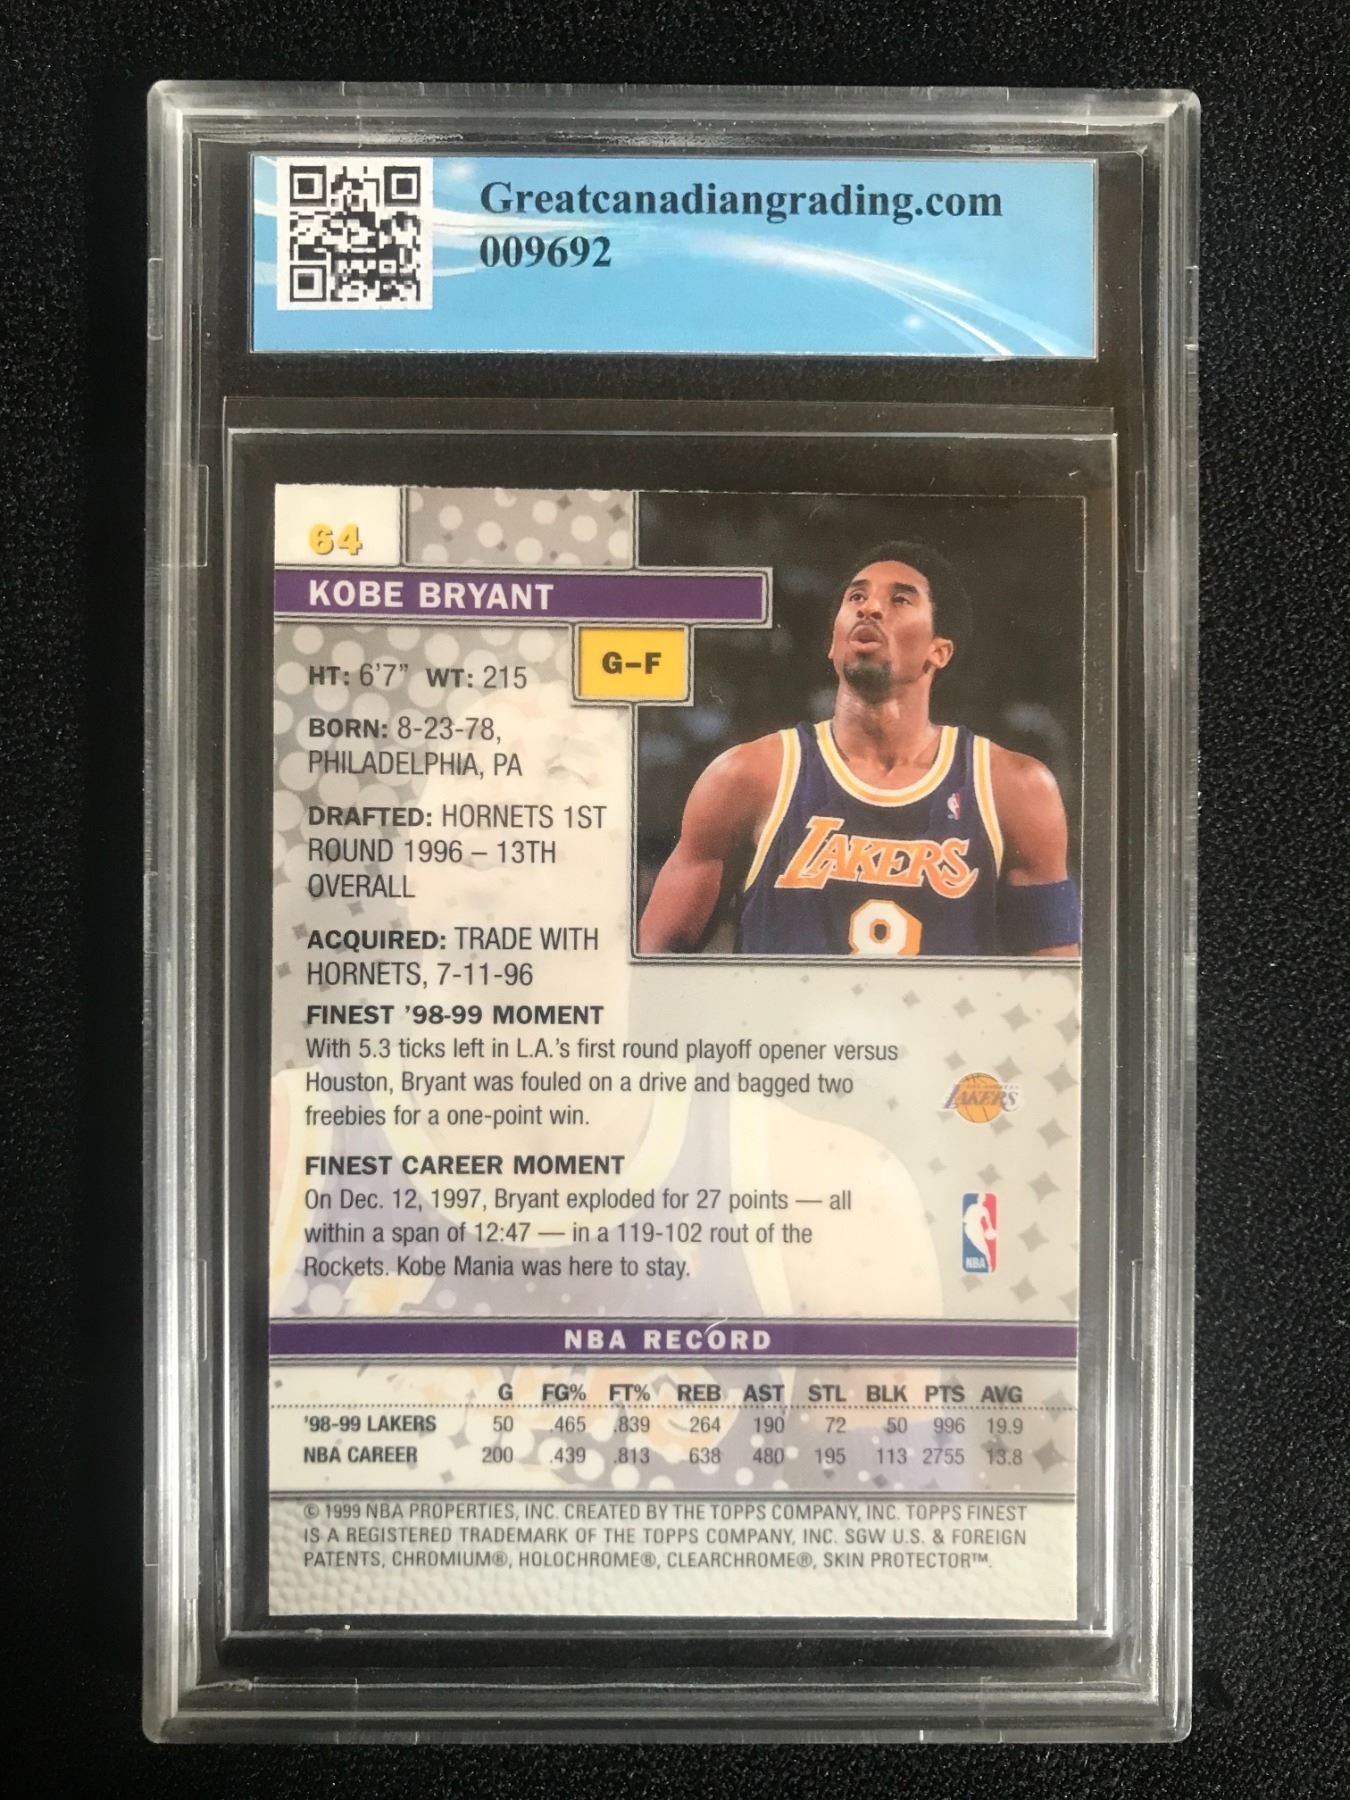 Greatcanadiangrading.com
009692
64
KOBE BRYANT
G-F
HT: 6'7" WT: 215
BORN: 8-23-78,
PHILADELPHIA, PA
DRAFTED: HORNETS 1ST
ROUND 1996 – 13TH
OVERALL
ACQUIRED: TRADE WITH
HORNETS, 7-11-96
LAKERS
8
FINEST '98-99 MOMENT
With 5.3 ticks left in L.A.'s first round playoff opener versus
Houston, Bryant was fouled on a drive and bagged two
freebies for a one-point win.
LAKERS
FINEST CAREER MOMENT
On Dec. 12, 1997, Bryant exploded for 27 points — all
within a span of 12:47 — in a 119-102 rout of the
Rockets. Kobe Mania was here to stay.
NBA
NBA RECORD
G FG% FT% REB AST STL BLK PTS AVG
'98-99 LAKERS 50 .465 .839 264 190 72 50 996 19.9
NBA CAREER 200 .439 .813 638 480 195 113 2755 13.8
© 1999 NBA PROPERTIES, INC. CREATED BY THE TOPPS COMPANY, INC. TOPPS FINEST
IS A REGISTERED TRADEMARK OF THE TOPPS COMPANY, INC. SGW U.S. & FOREIGN
PATENTS, CHROMIUM®, HOLOCHROME®, CLEARCHROME®, SKIN PROTECTOR™.